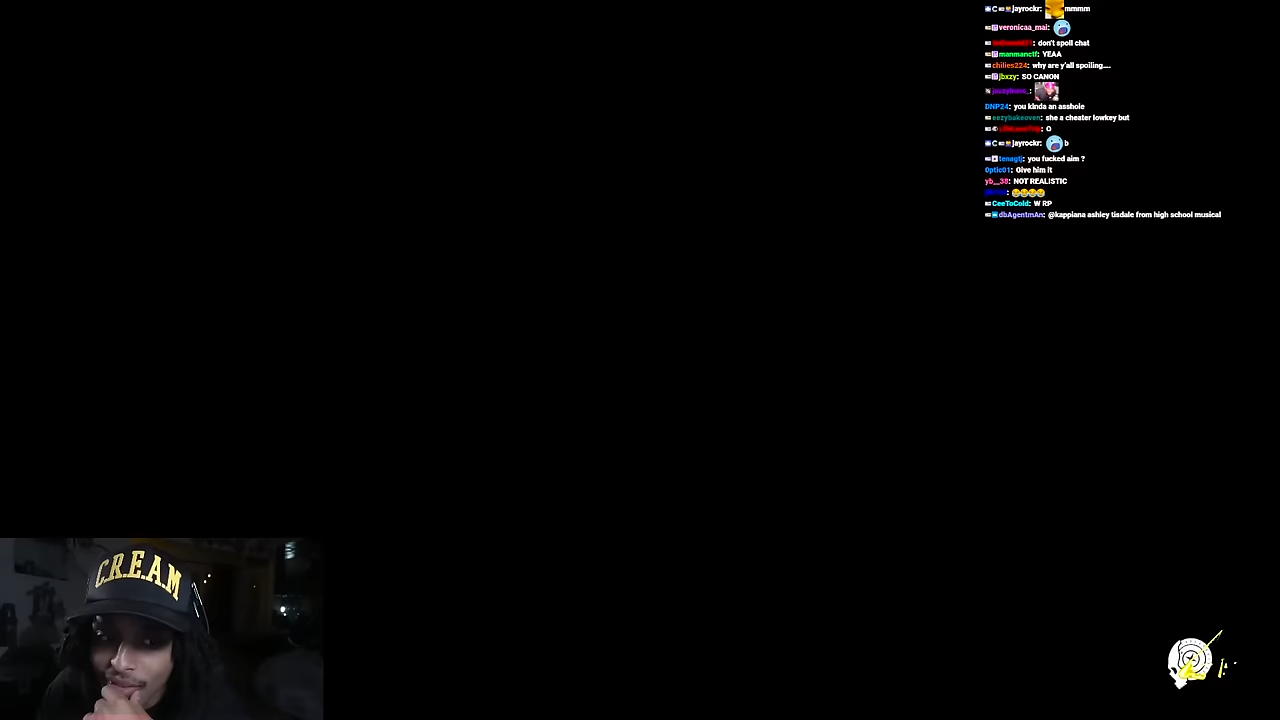 jayrockr: mmmm
veronicaa_mai:
don't spoil chat
manmanctf: YEAA
chilies224: why are y'all spoiling....
jbxzy: SO CANON
DNP24: you kinda an asshole
eezybakeoven: she a cheater lowkey but
O
jayrockr: b
tenagtj: you fucked aim ?
0ptic01: Give him it
yb__38: NOT REALISTIC
CeeToCold: W RP
dbAgentmAn: @kappiana ashley tisdale from high school musical
C.R.E.A.M